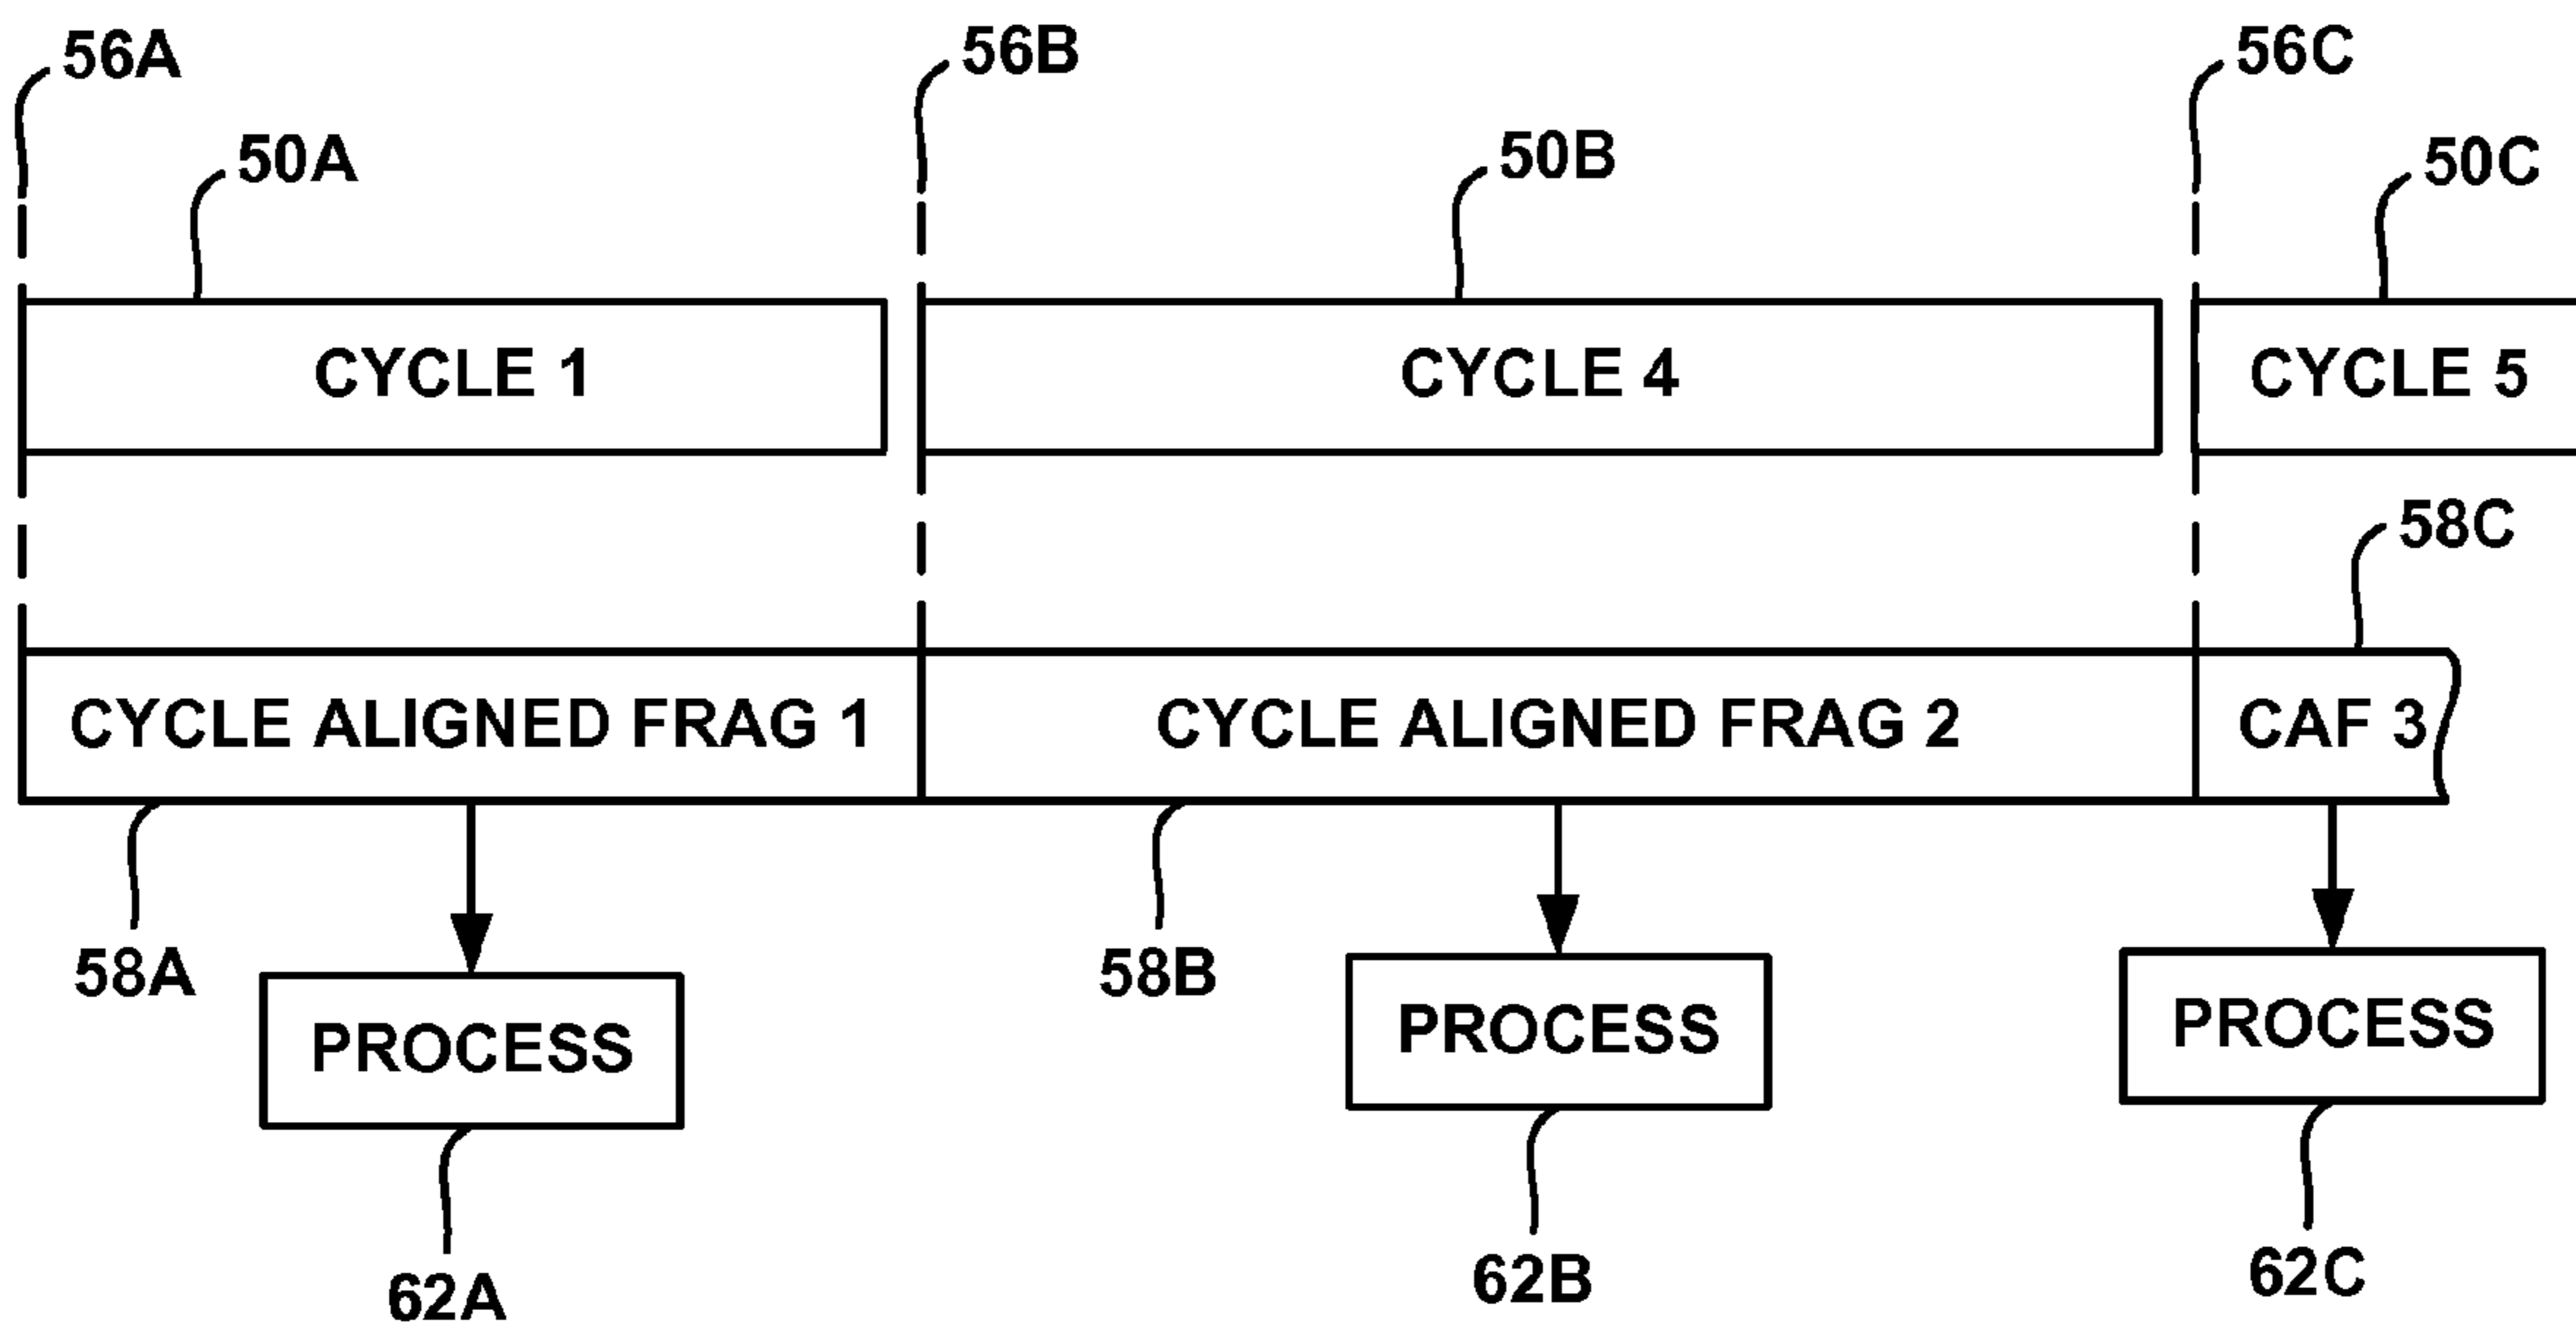 56A
56B
56C
50A
50B
50C
CYCLE 1
CYCLE 4
CYCLE 5
58C
CYCLE ALIGNED FRAG 1
CYCLE ALIGNED FRAG 2
CAF 3
58A
58B
PROCESS
PROCESS
PROCESS
62A
62B
62C